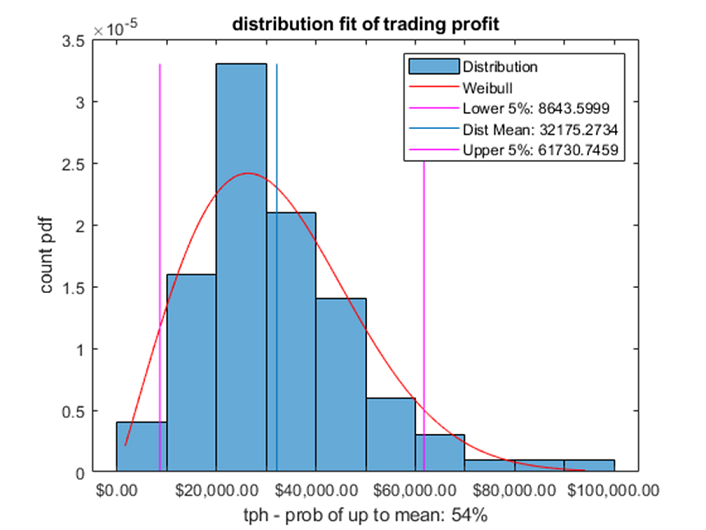 distribution fit of trading profit
×10-5
3.5
3
2.5
2
1.5
1
0.5
0
count pdf
Distribution
Weibull
Lower 5%: 8643.5999
Dist Mean: 32175.2734
Upper 5%: 61730.7459
$0.00 $20,000.00 $40,000.00 $60,000.00 $80,000.00 $100,000.00
tph - prob of up to mean: 54%